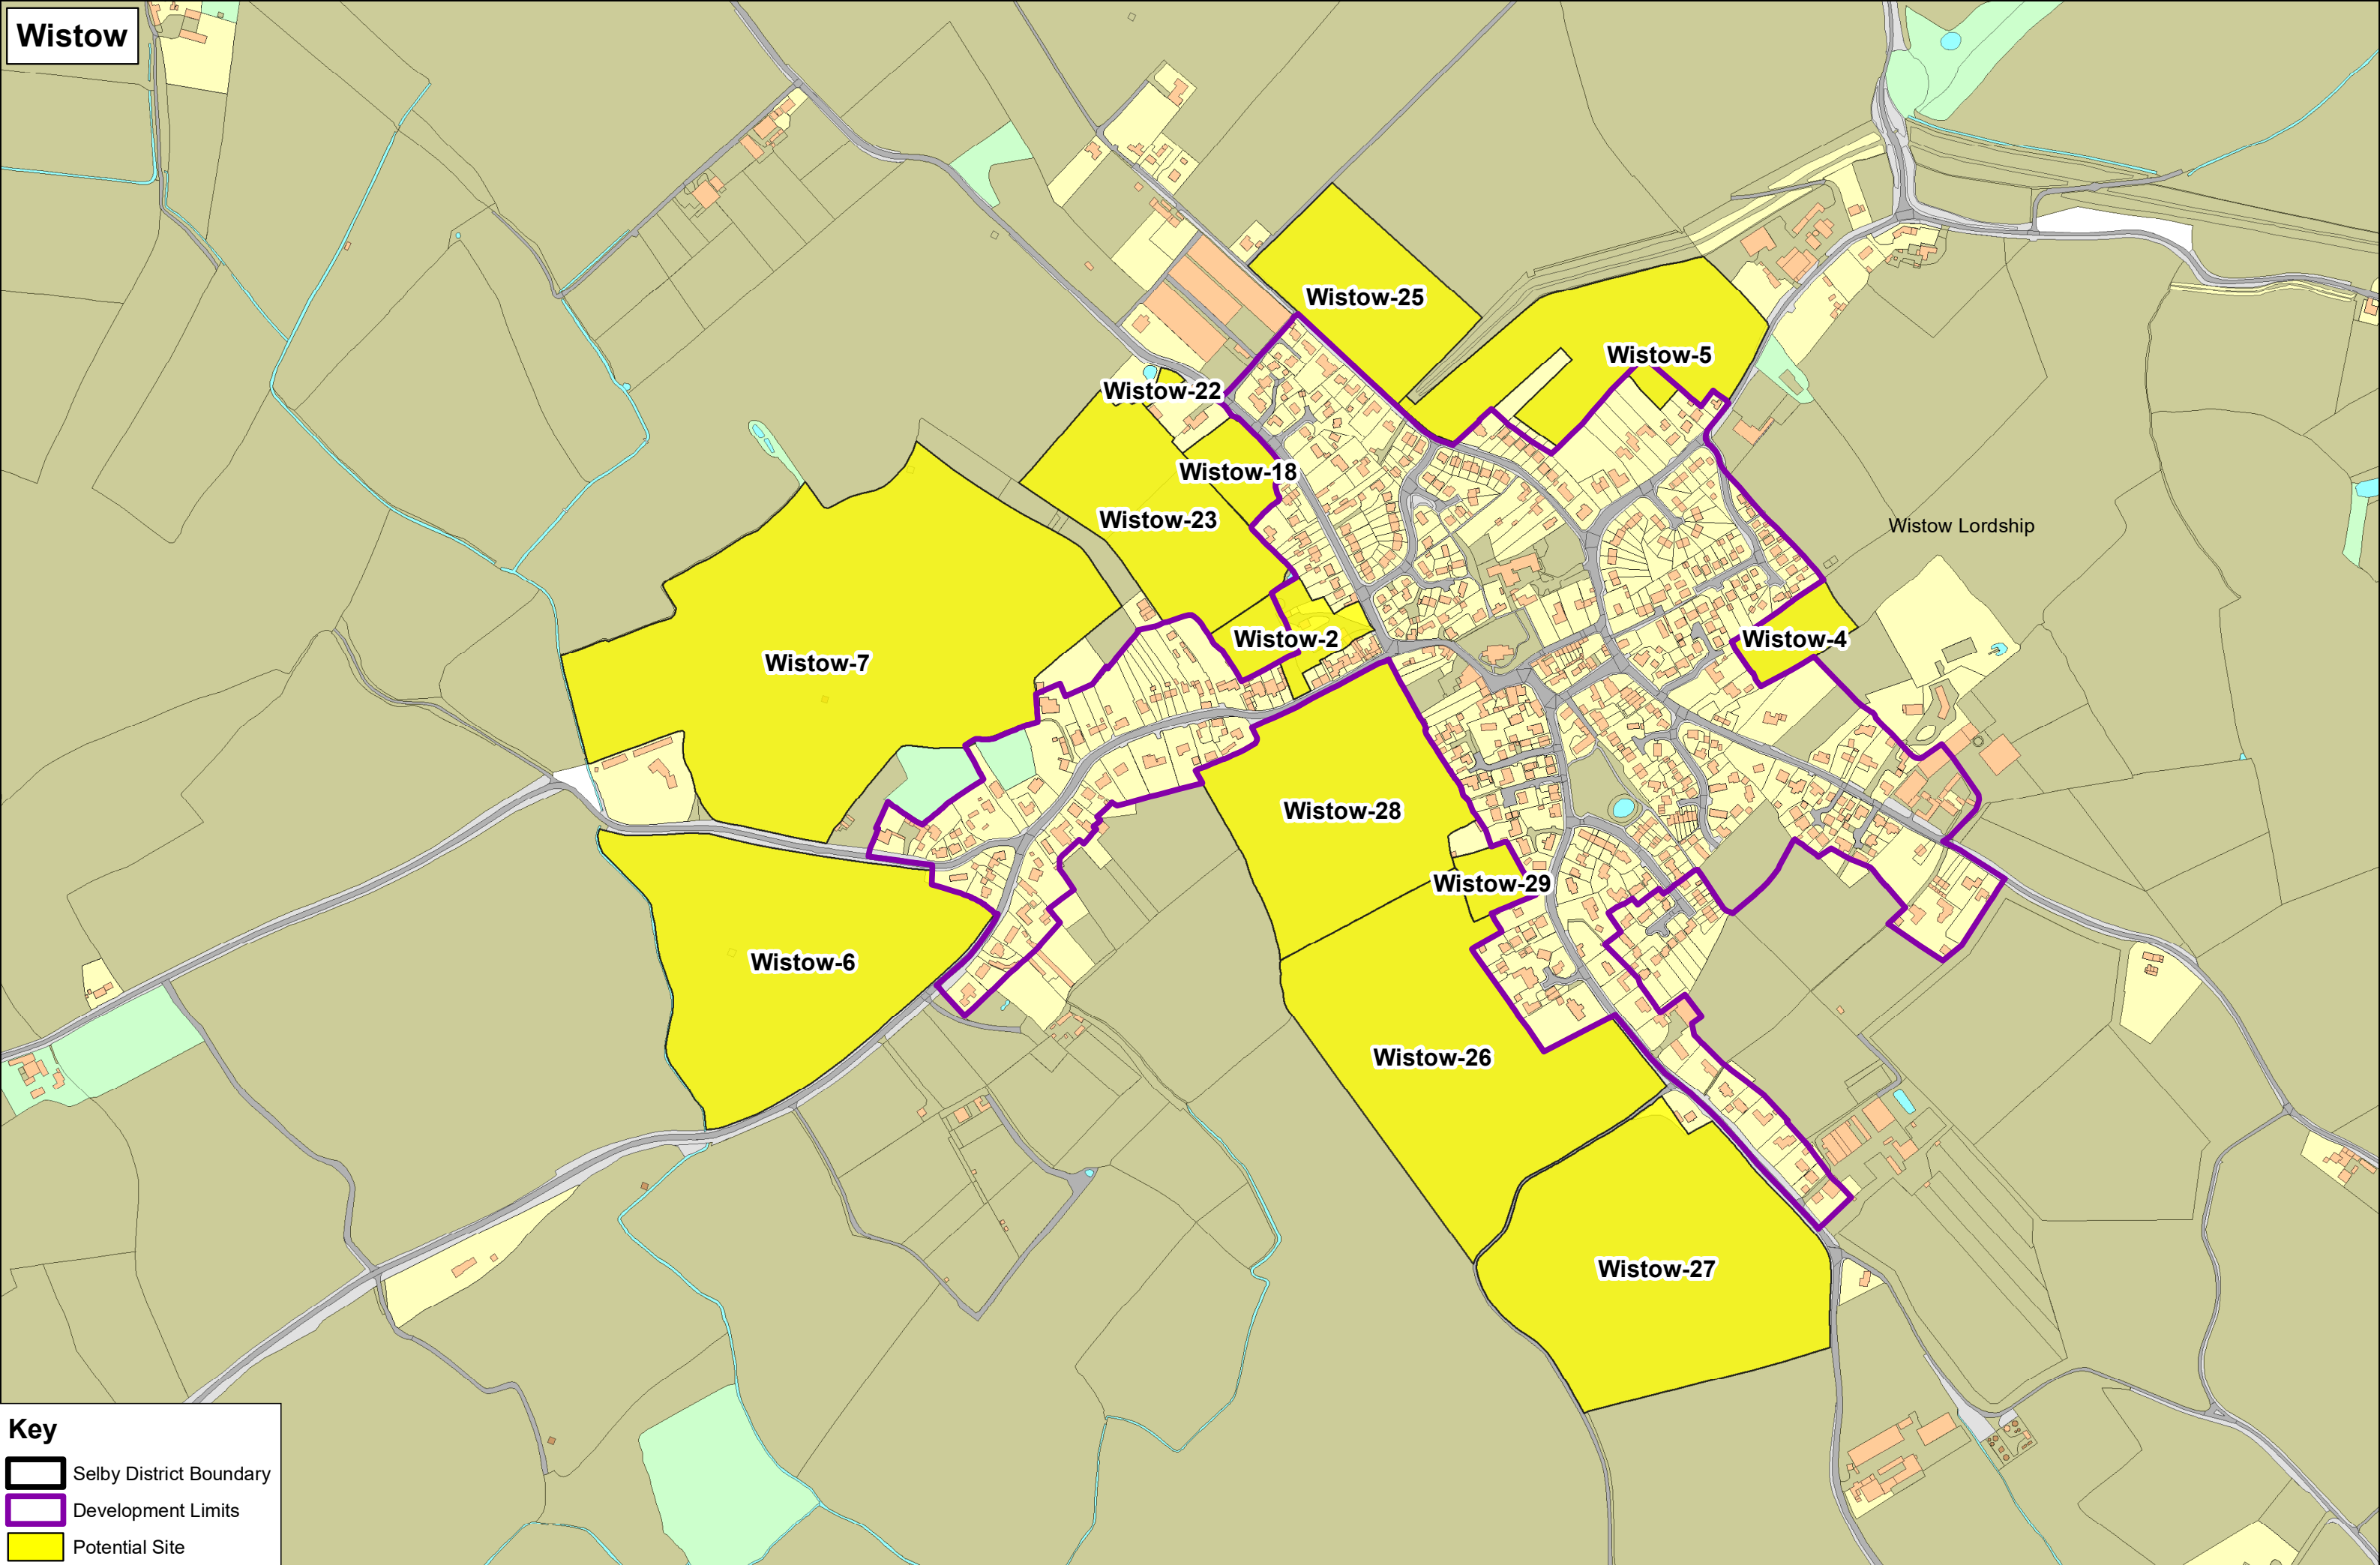 Wistow
Wistow-25
Wistow-5
Wistow-22
Wistow-18
Wistow-23
Wistow Lordship
Wistow-2
Wistow-4
Wistow-7
Wistow-28
Wistow-29
Wistow-6
Wistow-26
Wistow-27
Key
Selby District Boundary
Development Limits
Potential Site